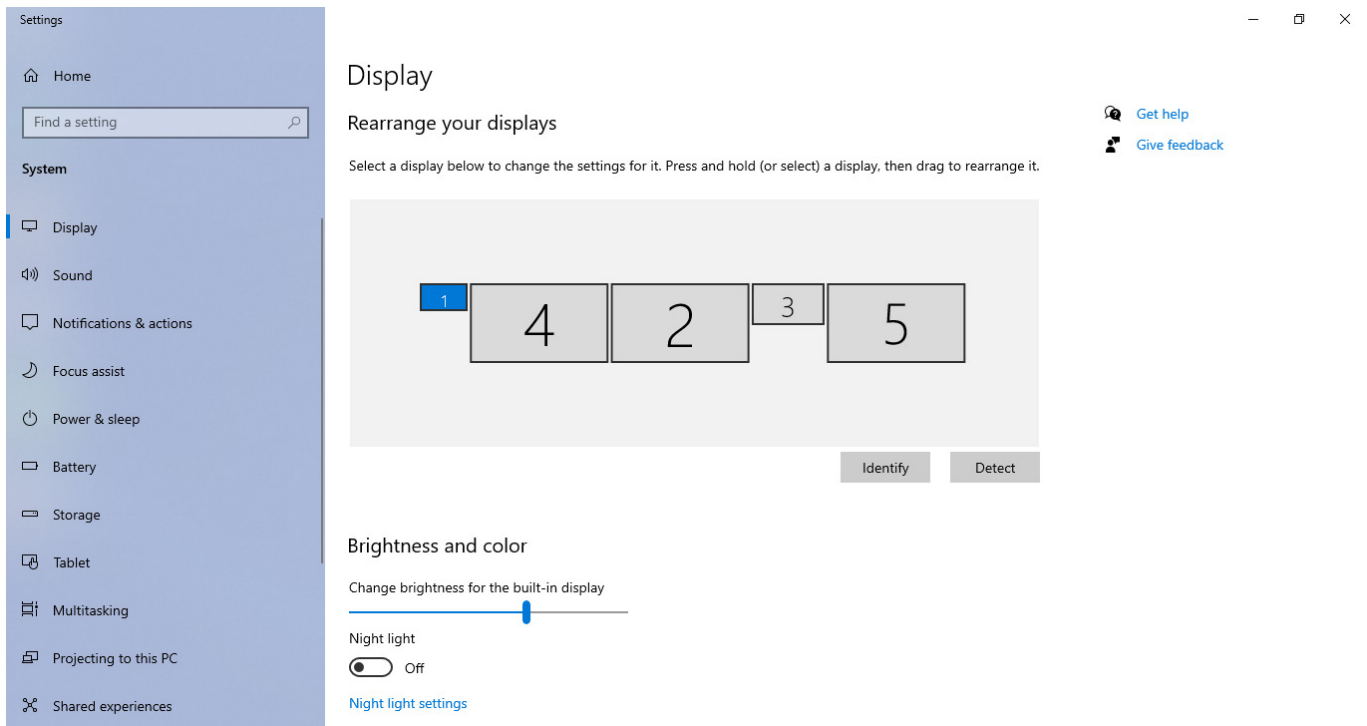 Settings
Home
Find a setting
System
Display
Sound
Notifications & actions
Focus assist
Power & sleep
Battery
Storage
Tablet
Multitasking
Projecting to this PC
Shared experiences
Display
Rearrange your displays
Select a display below to change the settings for it. Press and hold (or select) a display, then drag to rearrange it.
1 4 2 3 5
Identify Detect
Brightness and color
Change brightness for the built-in display
Night light
Off
Night light settings
Get help
Give feedback